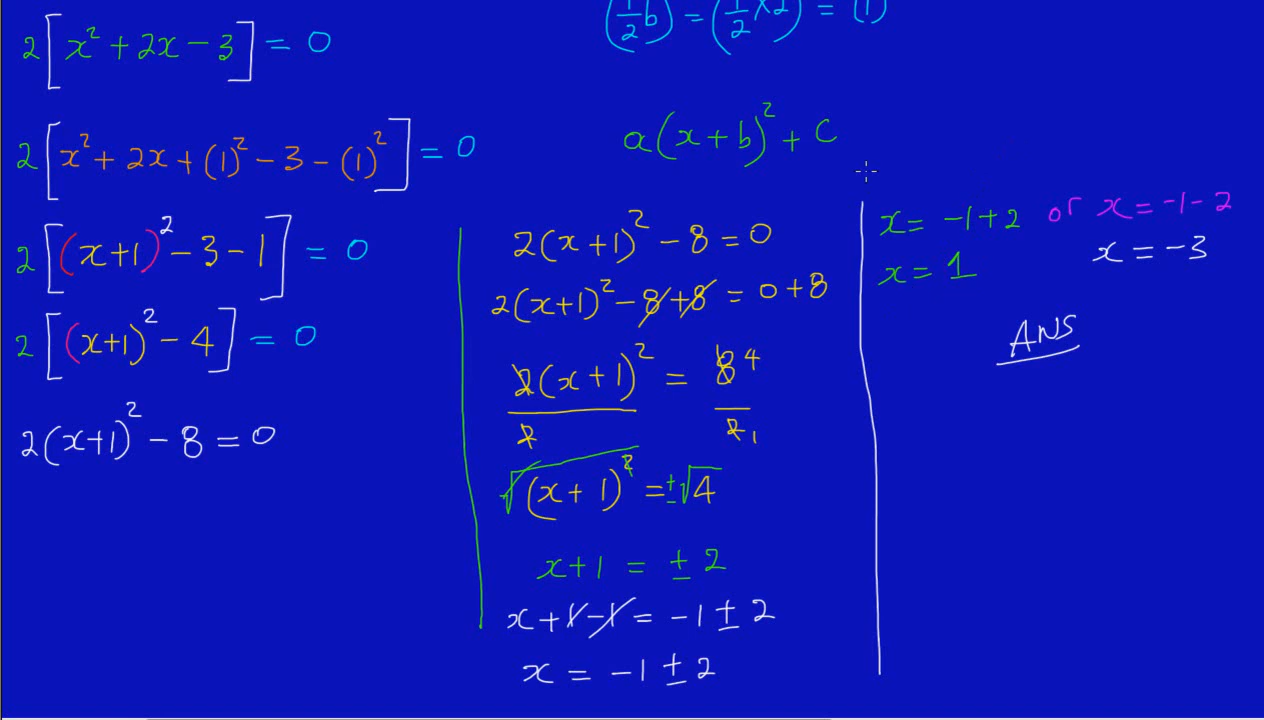 2[x² + 2x − 3] = 0
2[x² + 2x + (1)² − 3 − (1)²] = 0
2[(x+1)² − 3 − 1] = 0
2[(x+1)² − 4] = 0
2(x+1)² − 8 = 0
(1/2 b) = (1/2 × 2) = (1)
a(x + b)² + C
2(x + 1)² − 8 = 0
2(x+1)² − 8 + 8 = 0 + 8
2(x + 1)² / 2 = 8 4 / 2 1
√(x + 1)² = ± √4
x + 1 = ± 2
x + 1 − 1 = −1 ± 2
x = −1 ± 2
x = −1 + 2 or x = −1 − 2
x = 1 x = −3
ANS